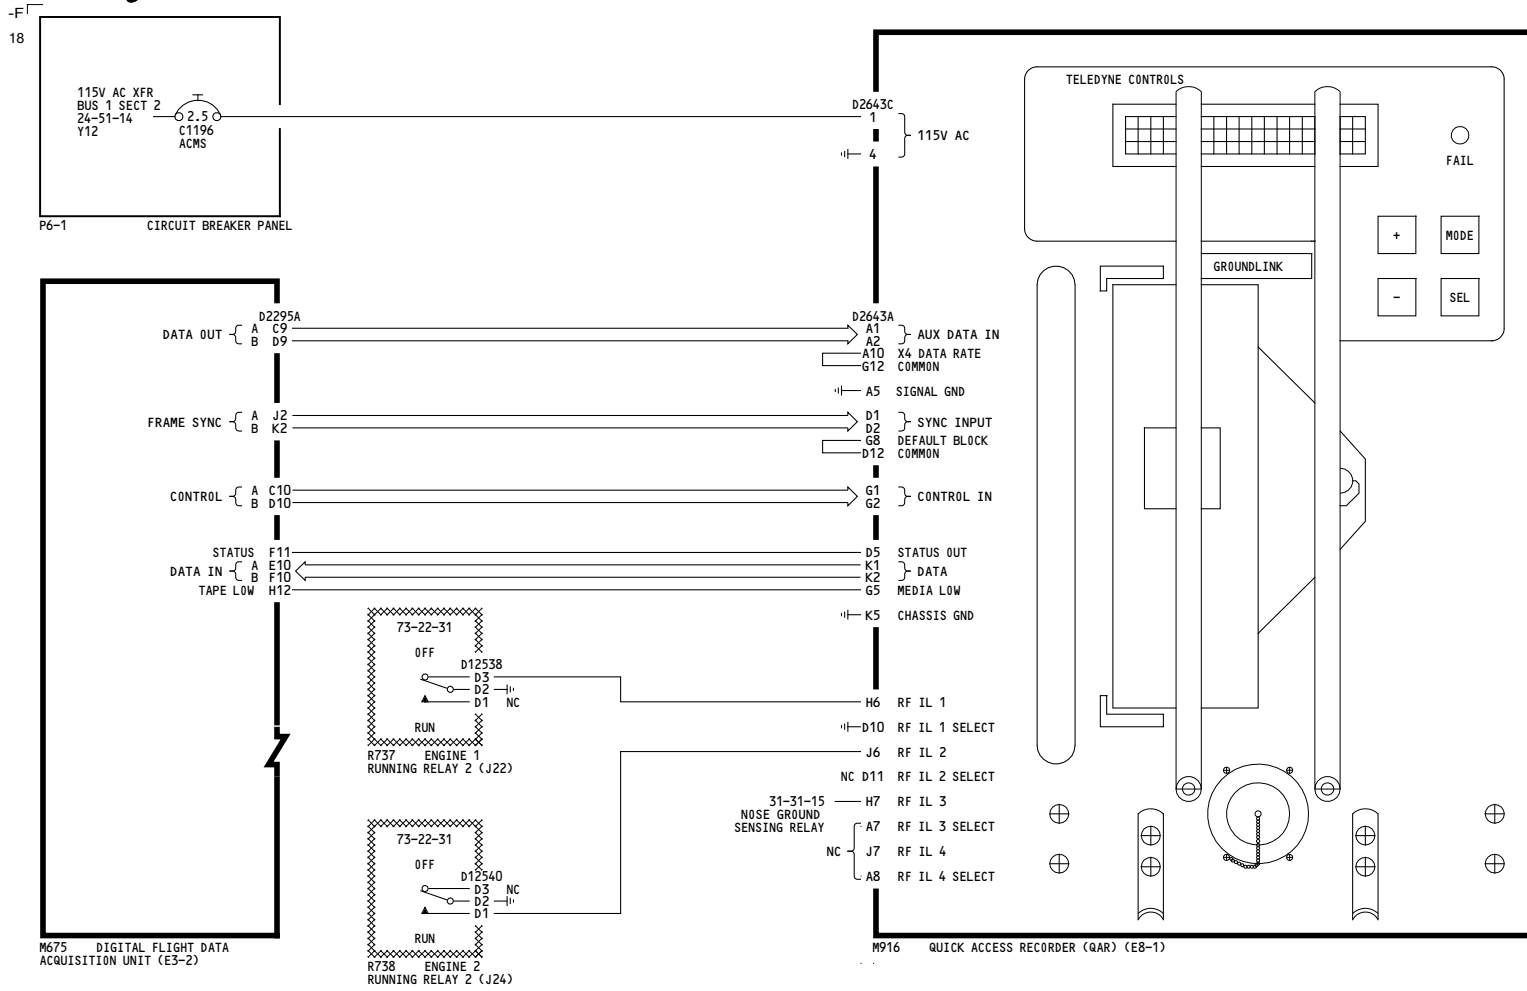 -F
18
115V AC XFR
BUS 1 SECT 2
24-51-14
Y12
2.5
C1196
ACMS
P6-1 CIRCUIT BREAKER PANEL
D2643C
1
4
115V AC
TELEDYNE CONTROLS
FAIL
+ MODE
- SEL
GROUNDLINK
D2295A
DATA OUT
A C9
B D9
D2643A
A1
A2
AUX DATA IN
A10 X4 DATA RATE
G12 COMMON
A5 SIGNAL GND
FRAME SYNC
A J2
B K2
D1
D2
SYNC INPUT
G8 DEFAULT BLOCK
D12 COMMON
CONTROL
A C10
B D10
G1
G2
CONTROL IN
STATUS F11
D5 STATUS OUT
DATA IN
A E10
B F10
K1
K2
DATA
TAPE LOW H12
G5 MEDIA LOW
K5 CHASSIS GND
73-22-31
OFF
D12538
D3
D2
D1 NC
RUN
R737 ENGINE 1
RUNNING RELAY 2 (J22)
H6 RF IL 1
D10 RF IL 1 SELECT
J6 RF IL 2
NC D11 RF IL 2 SELECT
31-31-15
NOSE GROUND
SENSING RELAY
H7 RF IL 3
A7 RF IL 3 SELECT
NC J7 RF IL 4
A8 RF IL 4 SELECT
73-22-31
OFF
D12540
D3 NC
D2
D1
RUN
R738 ENGINE 2
RUNNING RELAY 2 (J24)
M675 DIGITAL FLIGHT DATA
ACQUISITION UNIT (E3-2)
M916 QUICK ACCESS RECORDER (QAR) (E8-1)